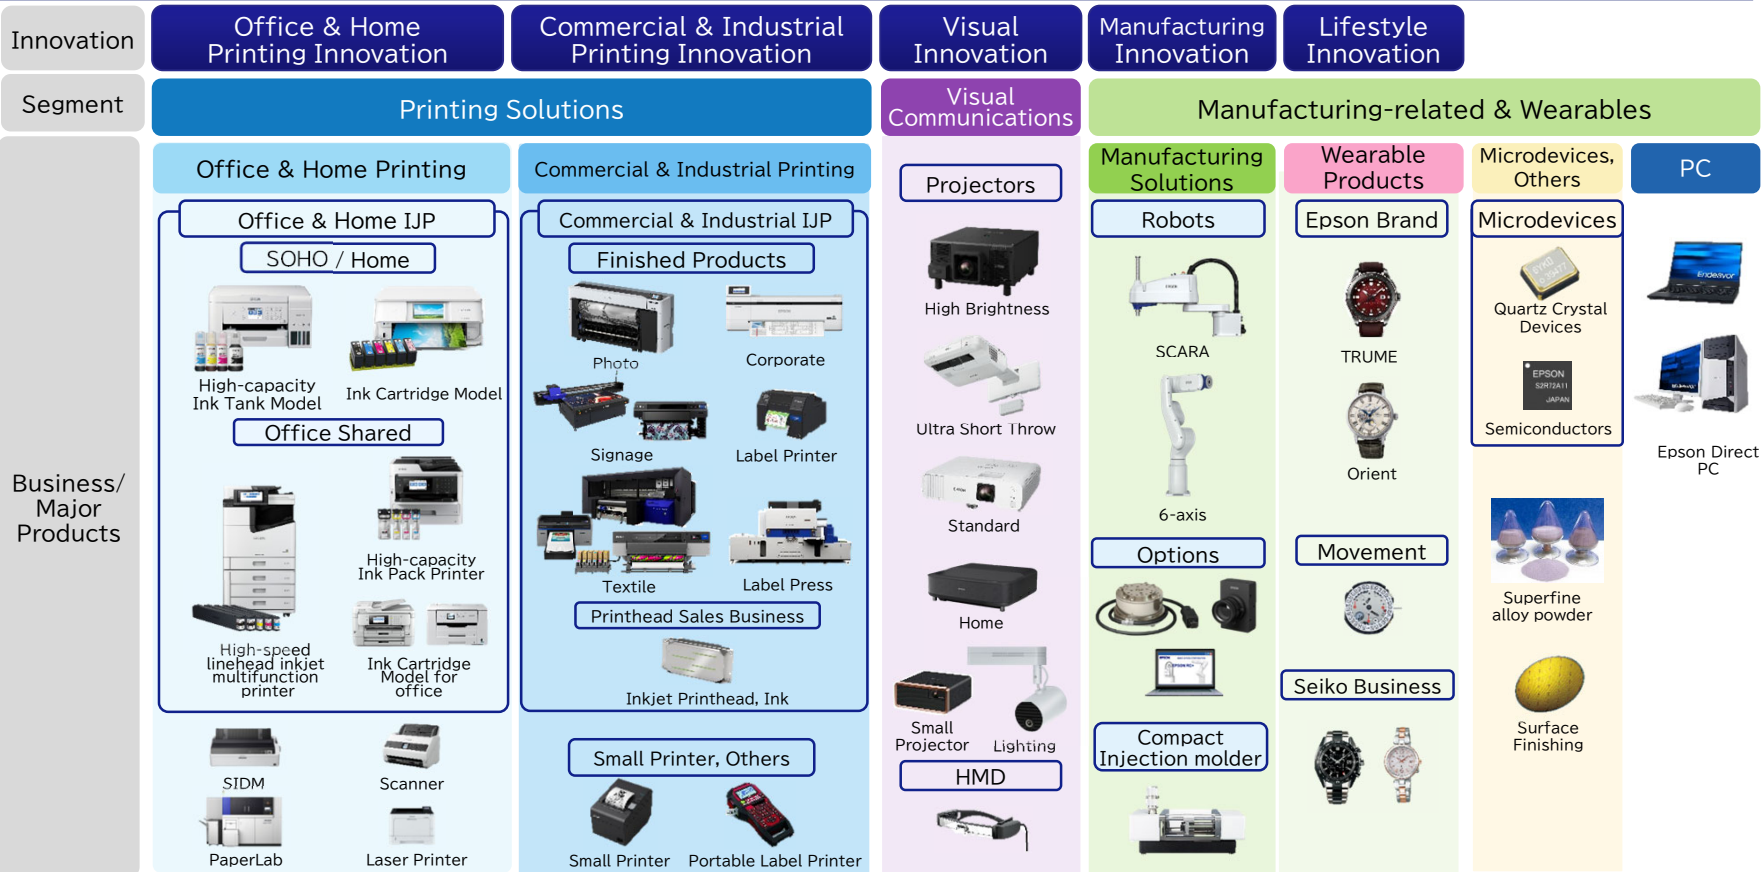 Innovation
Office & Home
Printing Innovation
Commercial & Industrial
Printing Innovation
Visual
Innovation
Manufacturing
Innovation
Lifestyle
Innovation
Segment
Printing Solutions
Visual
Communications
Manufacturing-related & Wearables
Business/
Major
Products
Office & Home Printing
Office & Home IJP
SOHO / Home
High-capacity
Ink Tank Model
Ink Cartridge Model
Office Shared
High-capacity
Ink Pack Printer
High-speed
linehead inkjet
multifunction
printer
Ink Cartridge
Model for
office
SIDM
Scanner
PaperLab
Laser Printer
Commercial & Industrial Printing
Commercial & Industrial IJP
Finished Products
Photo
Corporate
Signage
Label Printer
Textile
Label Press
Printhead Sales Business
Inkjet Printhead, Ink
Small Printer, Others
Small Printer
Portable Label Printer
Projectors
High Brightness
Ultra Short Throw
Standard
Home
Small
Projector
Lighting
HMD
Manufacturing
Solutions
Robots
SCARA
6-axis
Options
Compact
Injection molder
Wearable
Products
Epson Brand
TRUME
Orient
Movement
Seiko Business
Microdevices,
Others
Microdevices
Quartz Crystal
Devices
EPSON
S2R72A11
JAPAN
Semiconductors
Superfine
alloy powder
Surface
Finishing
PC
Endeavor
Epson Direct
PC